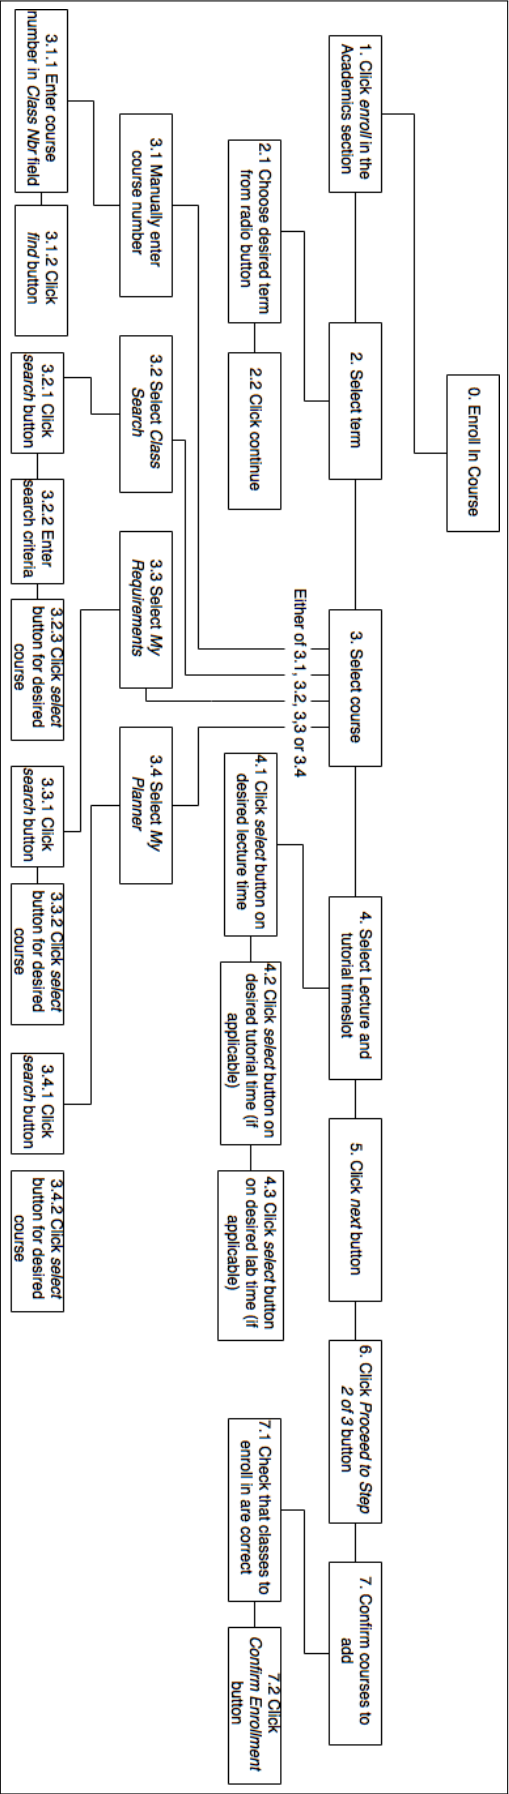 0. Enroll In Course
1. Click enroll in the
Academics section
2. Select term
3. Select course
4. Select Lecture and
tutorial timeslot
5. Click next button
6. Click Proceed to Step
2 of 3 button
7. Confirm courses to
add
Either of 3.1, 3.2, 3,3 or 3.4
2.1 Choose desired term
from radio button
2.2 Click continue
4.1 Click select button on
desired lecture time
4.2 Click select button on
desired tutorial time (if
applicable)
4.3 Click select button
on desired lab time (if
applicable)
7.1 Check that classes to
enroll in are correct
7.2 Click
Confirm Enrollment
button
3.1 Manually enter
course number
3.2 Select Class
Search
3.3 Select My
Requirements
3.4 Select My
Planner
3.1.1 Enter course
number in Class Nbr field
3.1.2 Click
find button
3.2.1 Click
search button
3.2.2 Enter
search criteria
3.2.3 Click select
button for desired
course
3.3.1 Click
search button
3.3.2 Click select
button for desired
course
3.4.1 Click
search button
3.4.2 Click select
button for desired
course